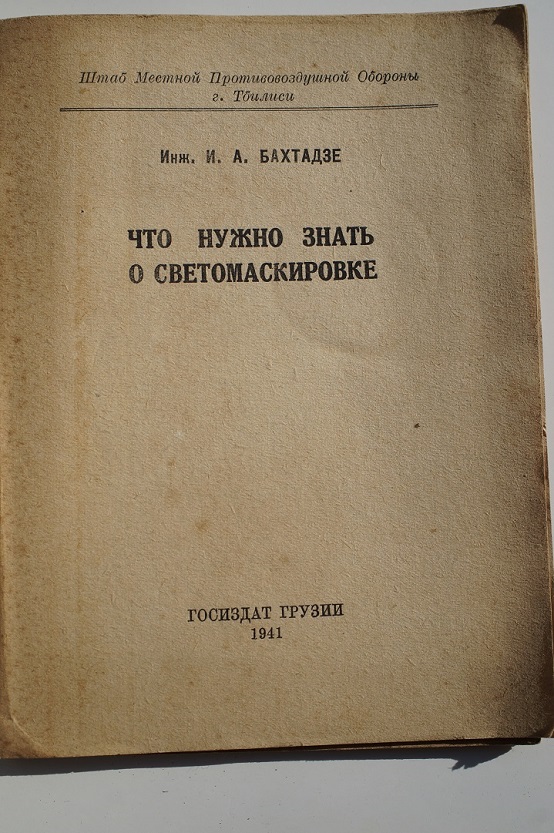 Штаб Местной Противовоздушной Обороны
г. Тбилиси
Инж. И. А. БАХТАДЗЕ
ЧТО НУЖНО ЗНАТЬ
О СВЕТОМАСКИРОВКЕ
ГОСИЗДАТ ГРУЗИИ
1941